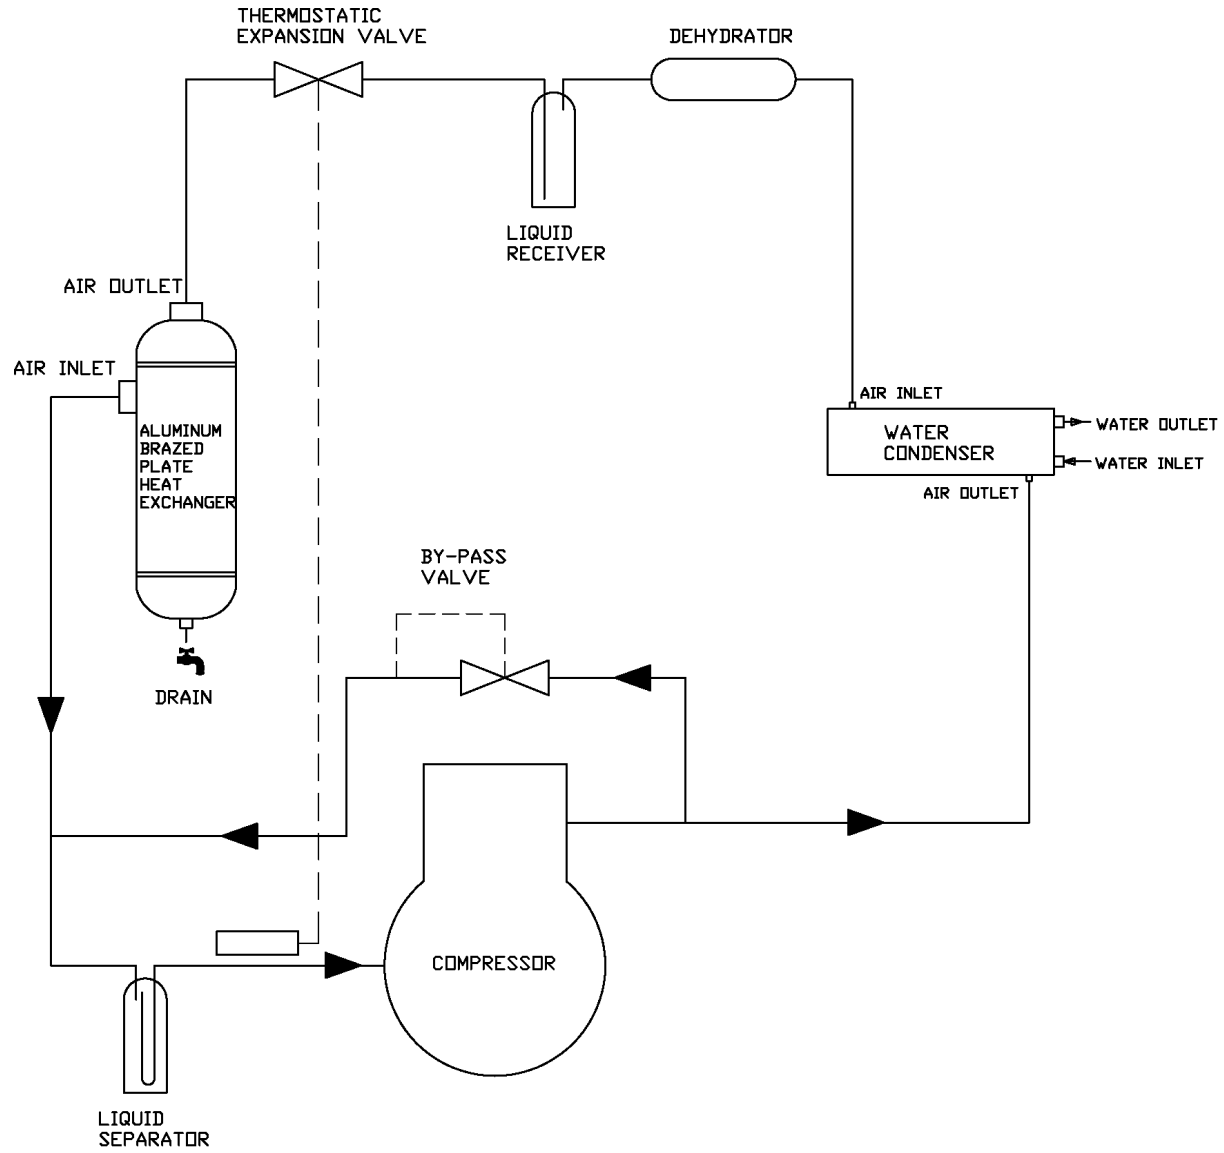 THERMOSTATIC
EXPANSION VALVE
DEHYDRATOR
LIQUID
RECEIVER
AIR OUTLET
AIR INLET
ALUMINUM
BRAZED
PLATE
HEAT
EXCHANGER
DRAIN
AIR INLET
WATER
CONDENSER
WATER OUTLET
WATER INLET
AIR OUTLET
BY-PASS
VALVE
COMPRESSOR
LIQUID
SEPARATOR